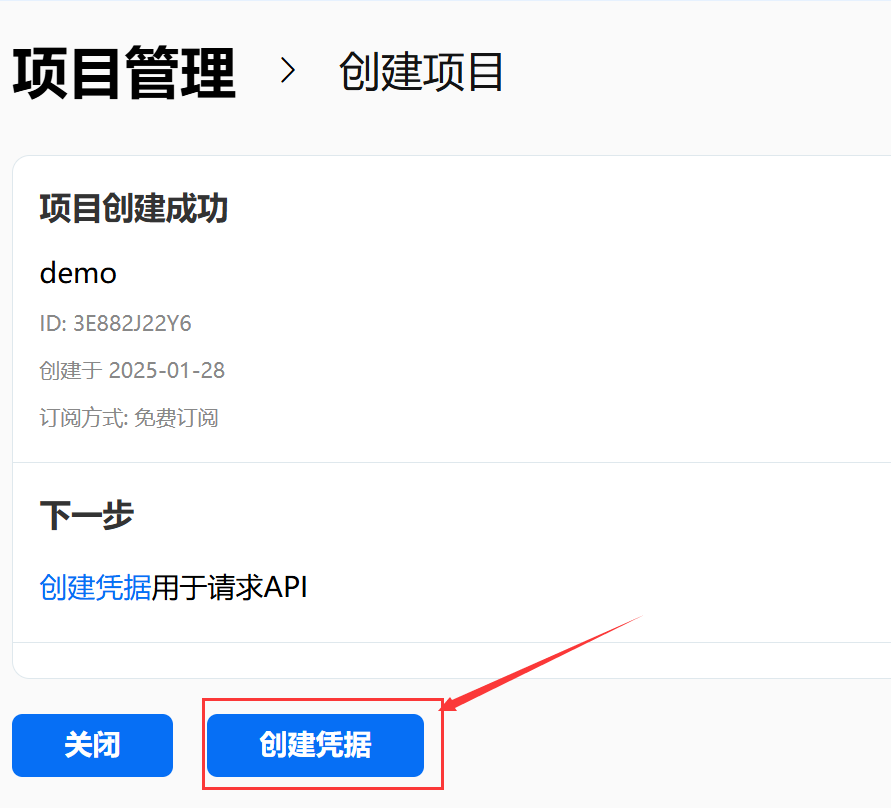 项目管理 > 创建项目
项目创建成功
demo
ID: 3E882J22Y6
创建于 2025-01-28
订阅方式: 免费订阅
下一步
创建凭据用于请求API
关闭 创建凭据